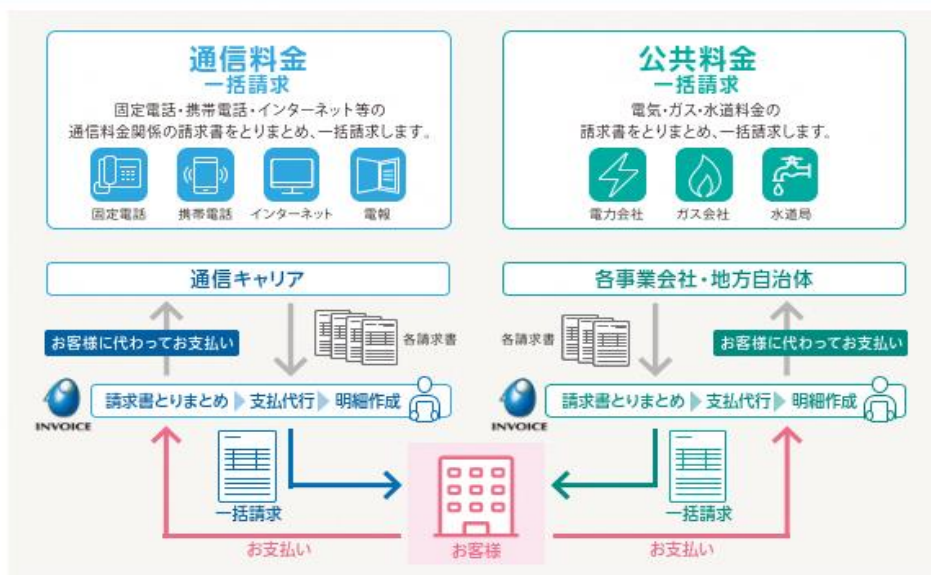 通信料金
一括請求
固定電話・携帯電話・インターネット等の
通信料金関係の請求書をとりまとめ、一括請求します。
固定電話
携帯電話
インターネット
電報
公共料金
一括請求
電気・ガス・水道料金の
請求書をとりまとめ、一括請求します。
電力会社
ガス会社
水道局
通信キャリア
各事業会社・地方自治体
お客様に代わってお支払い
各請求書
各請求書
お客様に代わってお支払い
INVOICE
請求書とりまとめ
支払代行
明細作成
INVOICE
請求書とりまとめ
支払代行
明細作成
一括請求
一括請求
お支払い
お客様
お支払い